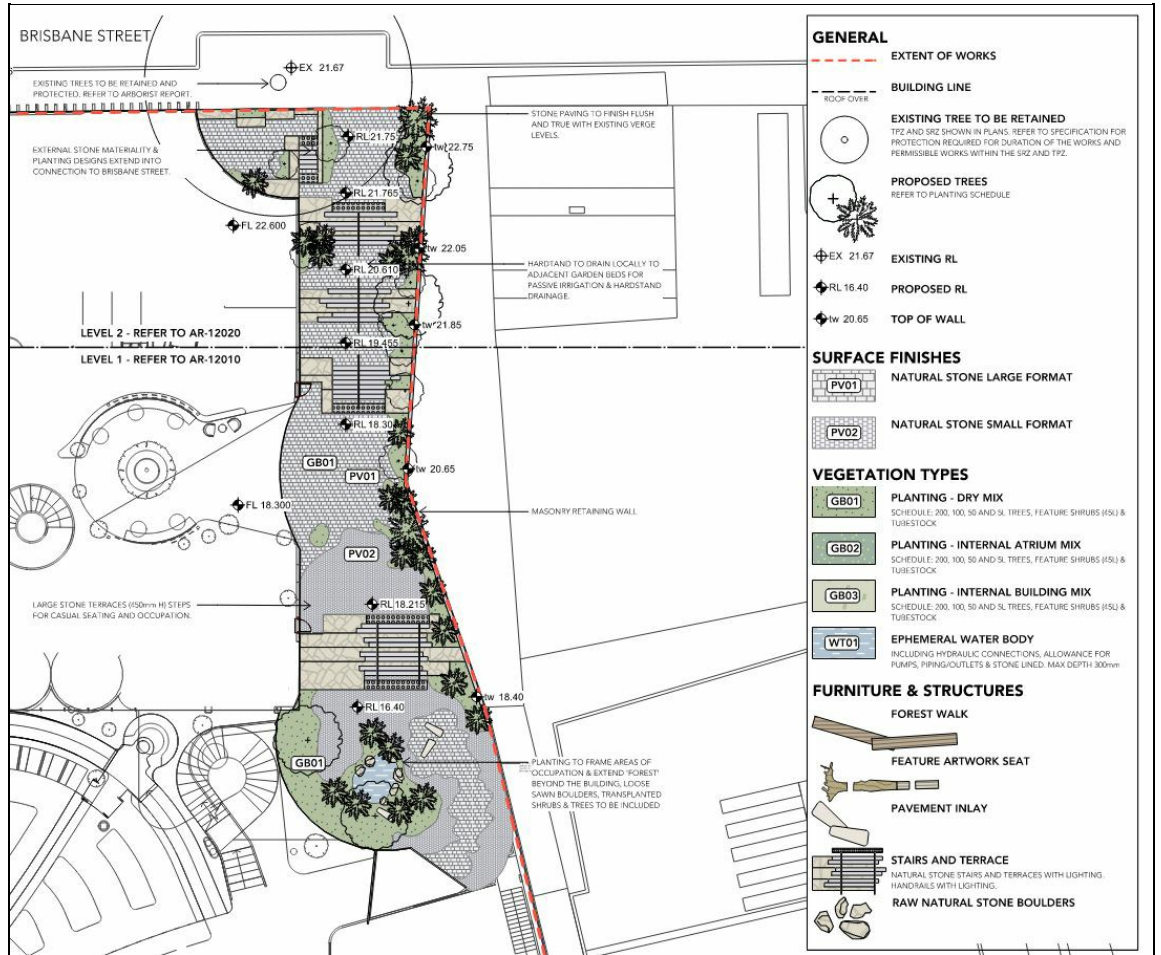 BRISBANE STREET
EX 21.67
EXISTING TREES TO BE RETAINED AND
PROTECTED. REFER TO ARBORIST REPORT.
STONE PAVING TO FINISH FLUSH
AND TRUE WITH EXISTING VERGE
LEVELS.
RL:21.75
tw 22.75
EXTERNAL STONE MATERIALITY &
PLANTING DESIGNS EXTEND INTO
CONNECTION TO BRISBANE STREET.
RL 21.765
FL 22.600
tw 22.05
RL 20.610
HARDTAND TO DRAIN LOCALLY TO
ADJACENT GARDEN BEDS FOR
PASSIVE IRRIGATION & HARDSTAND
DRAINAGE.
tw 21.85
LEVEL 2 - REFER TO AR-12020
RL 19.455
LEVEL 1 - REFER TO AR-12010
RL 18.30
GB01
PV01
tw 20.65
FL 18.300
MASONRY RETAINING WALL
PV02
LARGE STONE TERRACES (450mm H) STEPS
FOR CASUAL SEATING AND OCCUPATION.
RL 18.215
tw 18.40
RL 16.40
GB01
PLANTING TO FRAME AREAS OF
OCCUPATION & EXTEND 'FOREST'
BEYOND THE BUILDING, LOOSE
SAWN BOULDERS, TRANSPLANTED
SHRUBS & TREES TO BE INCLUDED
GENERAL
EXTENT OF WORKS
BUILDING LINE
ROOF OVER
EXISTING TREE TO BE RETAINED
TPZ AND SRZ SHOWN IN PLANS. REFER TO SPECIFICATION FOR
PROTECTION REQUIRED FOR DURATION OF THE WORKS AND
PERMISSIBLE WORKS WITHIN THE SRZ AND TPZ.
PROPOSED TREES
REFER TO PLANTING SCHEDULE
EX 21.67 EXISTING RL
RL 16.40 PROPOSED RL
tw 20.65 TOP OF WALL
SURFACE FINISHES
PV01 NATURAL STONE LARGE FORMAT
PV02 NATURAL STONE SMALL FORMAT
VEGETATION TYPES
GB01 PLANTING - DRY MIX
SCHEDULE: 200, 100, 50 AND 5L TREES, FEATURE SHRUBS (45L) &
TUBESTOCK
GB02 PLANTING - INTERNAL ATRIUM MIX
SCHEDULE: 200, 100, 50 AND 5L TREES, FEATURE SHRUBS (45L) &
TUBESTOCK
GB03 PLANTING - INTERNAL BUILDING MIX
SCHEDULE: 200, 100, 50 AND 5L TREES, FEATURE SHRUBS (45L) &
TUBESTOCK
WT01 EPHEMERAL WATER BODY
INCLUDING HYDRAULIC CONNECTIONS, ALLOWANCE FOR
PUMPS, PIPING/OUTLETS & STONE LINED. MAX DEPTH 300mm
FURNITURE & STRUCTURES
FOREST WALK
FEATURE ARTWORK SEAT
PAVEMENT INLAY
STAIRS AND TERRACE
NATURAL STONE STAIRS AND TERRACES WITH LIGHTING.
HANDRAILS WITH LIGHTING.
RAW NATURAL STONE BOULDERS